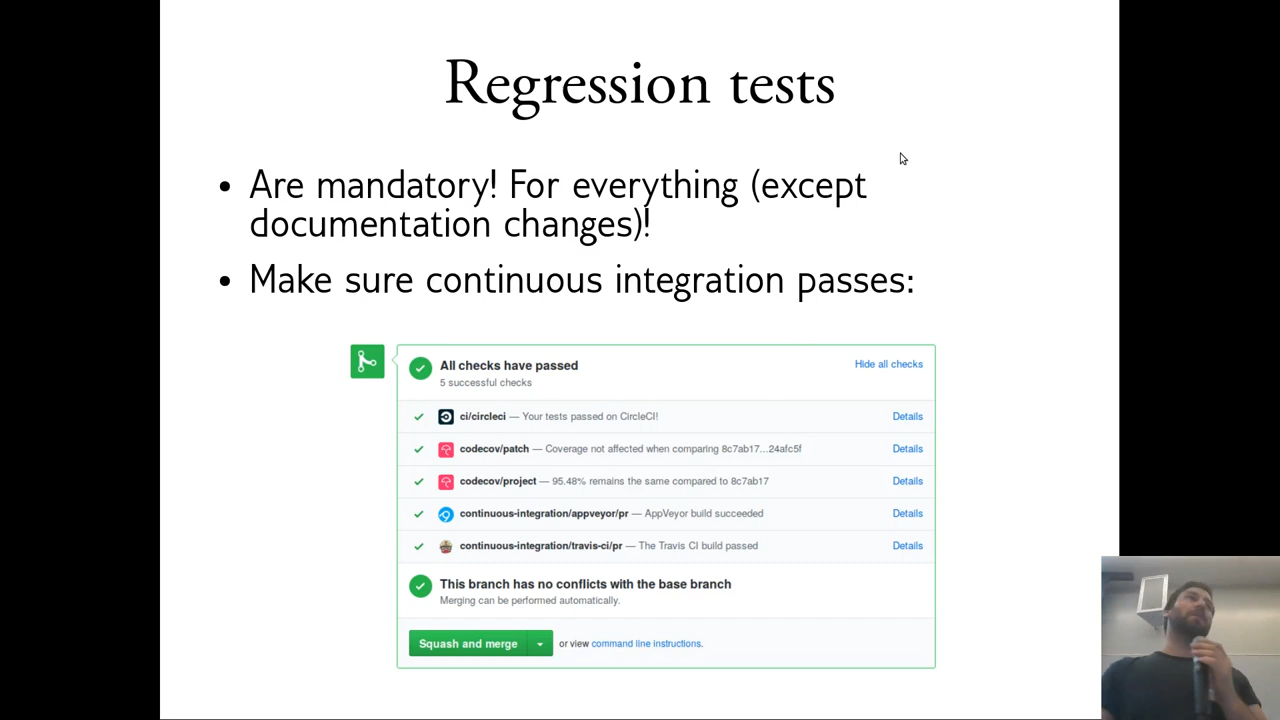 Regression tests
• Are mandatory! For everything (except
documentation changes)!
• Make sure continuous integration passes:
All checks have passed
Hide all checks
5 successful checks
ci/circleci — Your tests passed on CircleCI!
Details
codecov/patch — Coverage not affected when comparing 8c7ab17...24afc5f
Details
codecov/project — 95.48% remains the same compared to 8c7ab17
Details
continuous-integration/appveyor/pr — AppVeyor build succeeded
Details
continuous-integration/travis-ci/pr — The Travis CI build passed
Details
This branch has no conflicts with the base branch
Merging can be performed automatically.
Squash and merge
or view command line instructions.